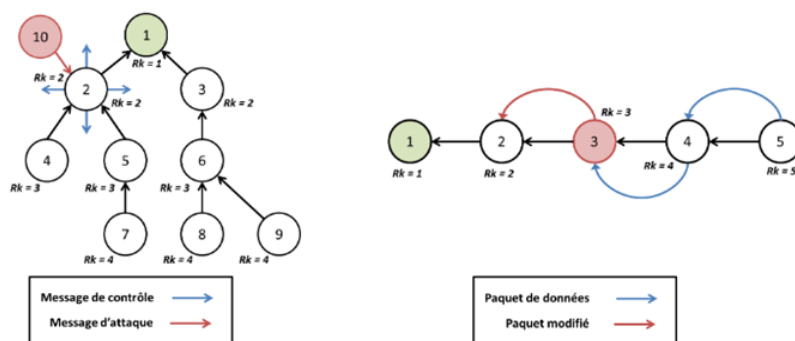 10
1
Rk = 2
Rk = 1
2
3
Rk = 2
Rk = 2
4
5
6
Rk = 3
Rk = 3
Rk = 3
7
8
9
Rk = 4
Rk = 4
Rk = 4
Message de contrôle
Message d'attaque
Rk = 3
1
2
3
4
5
Rk = 1
Rk = 2
Rk = 4
Rk = 5
Paquet de données
Paquet modifié